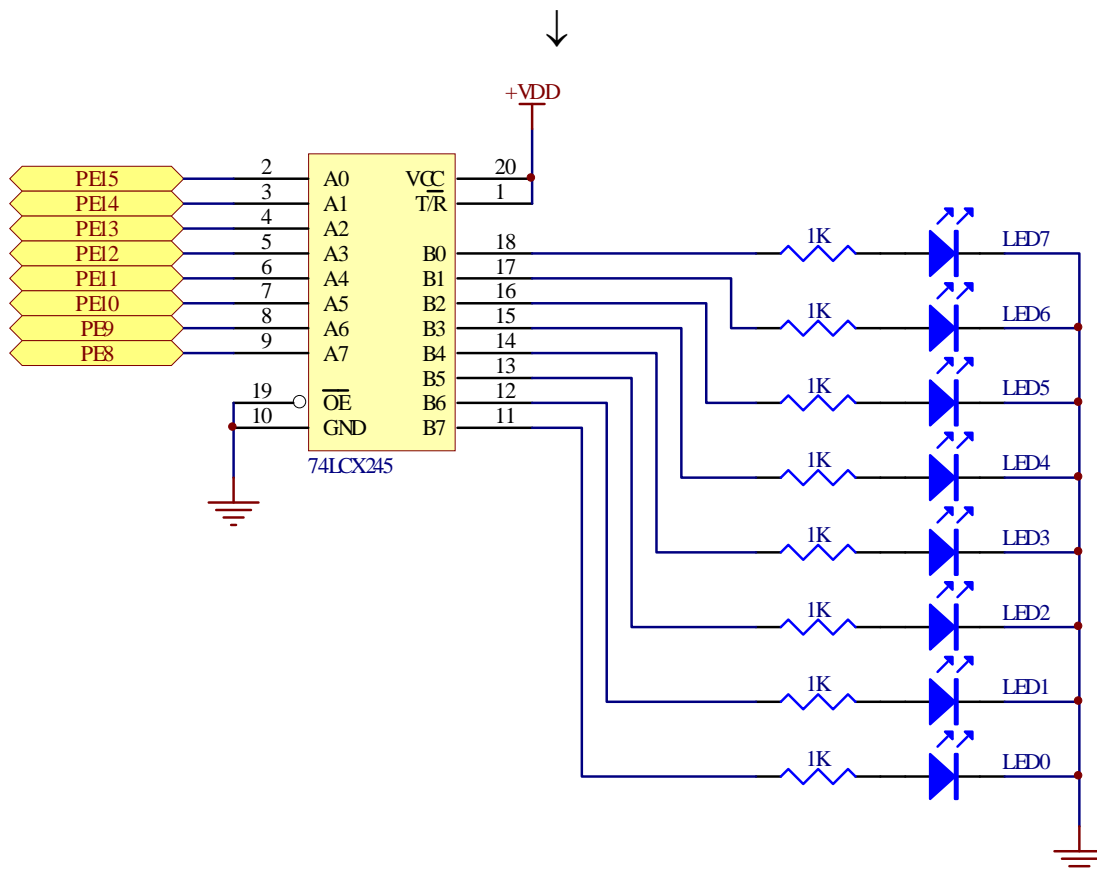 ↓
+VDD
PE15 2 A0 VCC 20
PE14 3 A1 T/R̅ 1
PE13 4 A2
PE12 5 A3 B0 18 1K LED7
PE11 6 A4 B1 17
PE10 7 A5 B2 16
PE9 8 A6 B3 15 1K LED6
PE8 9 A7 B4 14
B5 13
19 O̅E̅ B6 12 1K LED5
10 GND B7 11
74LCX245
1K LED4
1K LED3
1K LED2
1K LED1
1K LED0